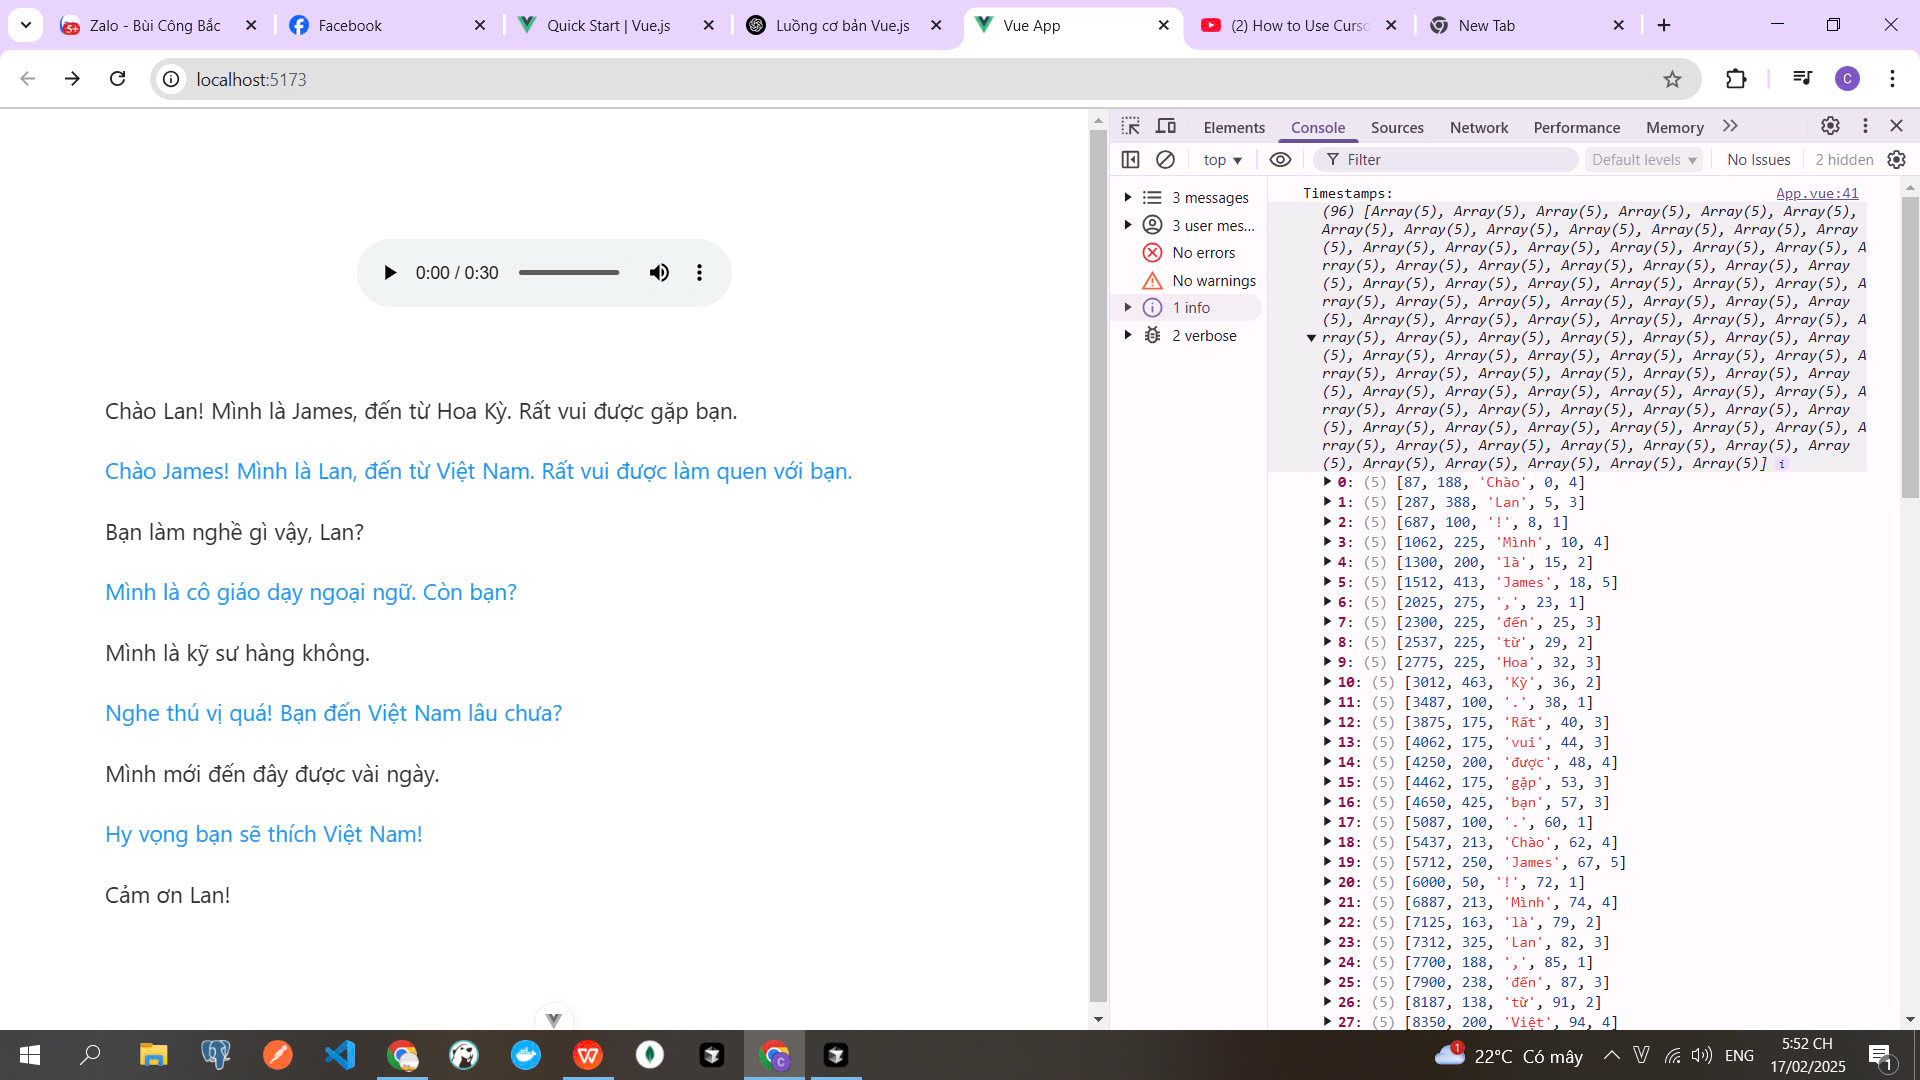 Zalo - Bùi Công Bắc
Facebook
Quick Start | Vue.js
Luồng cơ bản Vue.js
Vue App
(2) How to Use Curso
New Tab
localhost:5173
C
Elements
Console
Sources
Network
Performance
Memory
top
Filter
Default levels
No Issues
2 hidden
3 messages
3 user mes...
No errors
No warnings
1 info
2 verbose
0:00 / 0:30
Chào Lan! Mình là James, đến từ Hoa Kỳ. Rất vui được gặp bạn.
Chào James! Mình là Lan, đến từ Việt Nam. Rất vui được làm quen với bạn.
Bạn làm nghề gì vậy, Lan?
Mình là cô giáo dạy ngoại ngữ. Còn bạn?
Mình là kỹ sư hàng không.
Nghe thú vị quá! Bạn đến Việt Nam lâu chưa?
Mình mới đến đây được vài ngày.
Hy vọng bạn sẽ thích Việt Nam!
Cảm ơn Lan!
Timestamps: App.vue:41
(96) [Array(5), Array(5), Array(5), Array(5), Array(5), Array(5),
Array(5), Array(5), Array(5), Array(5), Array(5), Array(5), Array
(5), Array(5), Array(5), Array(5), Array(5), Array(5), Array(5), A
rray(5), Array(5), Array(5), Array(5), Array(5), Array(5), Array
(5), Array(5), Array(5), Array(5), Array(5), Array(5), Array(5), A
rray(5), Array(5), Array(5), Array(5), Array(5), Array(5), Array
(5), Array(5), Array(5), Array(5), Array(5), Array(5), Array(5), A
rray(5), Array(5), Array(5), Array(5), Array(5), Array(5), Array
(5), Array(5), Array(5), Array(5), Array(5), Array(5), Array(5), A
rray(5), Array(5), Array(5), Array(5), Array(5), Array(5), Array
(5), Array(5), Array(5), Array(5), Array(5), Array(5), Array(5), A
rray(5), Array(5), Array(5), Array(5), Array(5), Array(5), Array
(5), Array(5), Array(5), Array(5), Array(5), Array(5), Array(5), A
rray(5), Array(5), Array(5), Array(5), Array(5), Array(5), Array
(5), Array(5), Array(5), Array(5), Array(5), Array(5)] i
0: (5) [87, 188, 'Chào', 0, 4]
1: (5) [287, 388, 'Lan', 5, 3]
2: (5) [687, 100, '!', 8, 1]
3: (5) [1062, 225, 'Mình', 10, 4]
4: (5) [1300, 200, 'là', 15, 2]
5: (5) [1512, 413, 'James', 18, 5]
6: (5) [2025, 275, ',', 23, 1]
7: (5) [2300, 225, 'đến', 25, 3]
8: (5) [2537, 225, 'từ', 29, 2]
9: (5) [2775, 225, 'Hoa', 32, 3]
10: (5) [3012, 463, 'Kỳ', 36, 2]
11: (5) [3487, 100, '.', 38, 1]
12: (5) [3875, 175, 'Rất', 40, 3]
13: (5) [4062, 175, 'vui', 44, 3]
14: (5) [4250, 200, 'được', 48, 4]
15: (5) [4462, 175, 'gặp', 53, 3]
16: (5) [4650, 425, 'bạn', 57, 3]
17: (5) [5087, 100, '.', 60, 1]
18: (5) [5437, 213, 'Chào', 62, 4]
19: (5) [5712, 250, 'James', 67, 5]
20: (5) [6000, 50, '!', 72, 1]
21: (5) [6887, 213, 'Mình', 74, 4]
22: (5) [7125, 163, 'là', 79, 2]
23: (5) [7312, 325, 'Lan', 82, 3]
24: (5) [7700, 188, ',', 85, 1]
25: (5) [7900, 238, 'đến', 87, 3]
26: (5) [8187, 138, 'từ', 91, 2]
27: (5) [8350, 200, 'Việt', 94, 4]
1
22°C Có mây
ENG
5:52 CH
17/02/2025
1